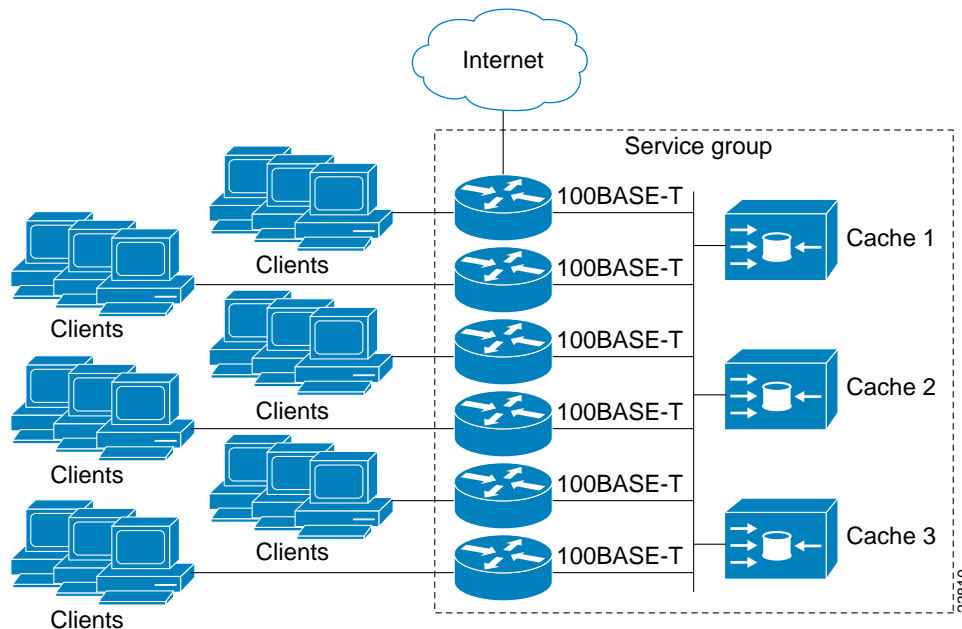 Internet
Service group
100BASE-T
Cache 1
Clients
100BASE-T
Clients
100BASE-T
Cache 2
Clients
100BASE-T
Clients
100BASE-T
Cache 3
Clients
100BASE-T
Clients